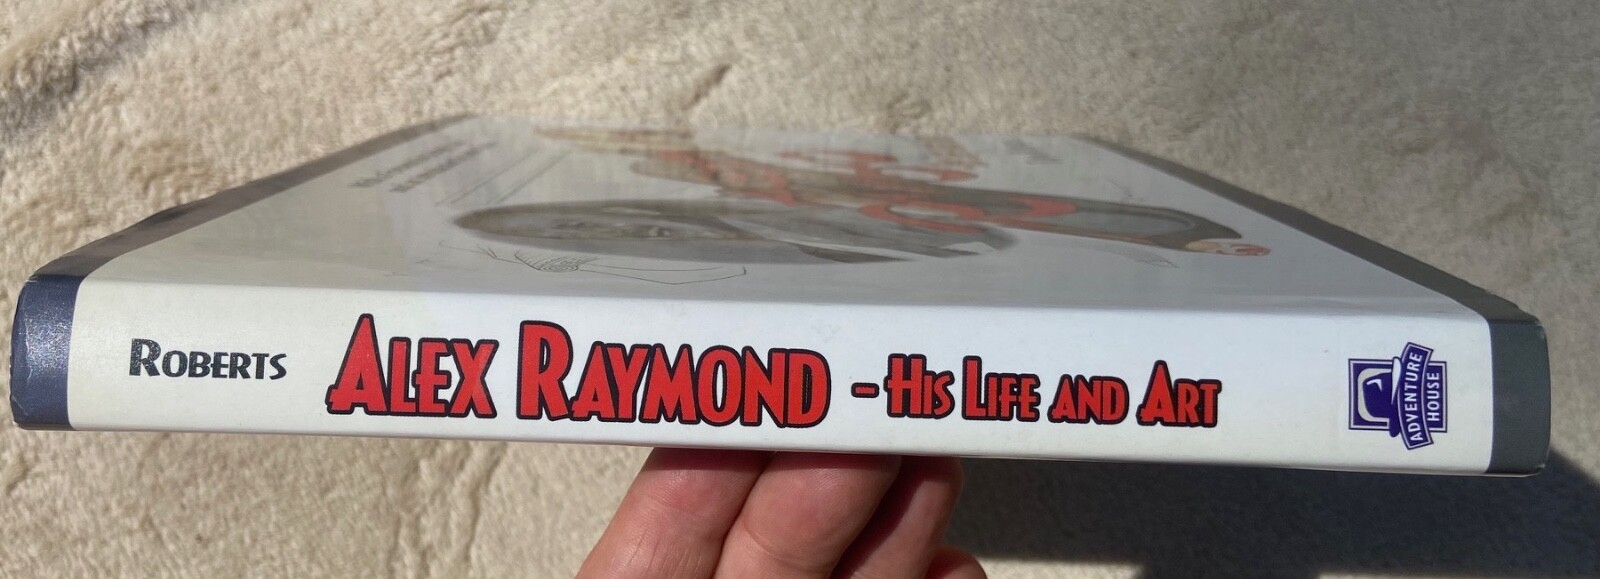 ROBERTS ALEX RAYMOND - HIS LIFE AND ART
ADVENTURE
HOUSE